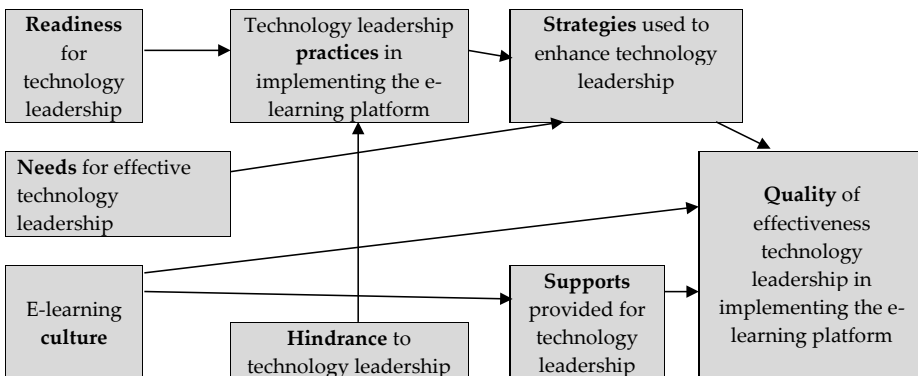 Readiness
for
technology
leadership
Technology leadership
practices in
implementing the e-
learning platform
Strategies used to
enhance technology
leadership
Needs for effective
technology
leadership
Quality of
effectiveness
technology
leadership in
implementing the e-
learning platform
E-learning
culture
Hindrance to
technology leadership
Supports
provided for
technology
leadership